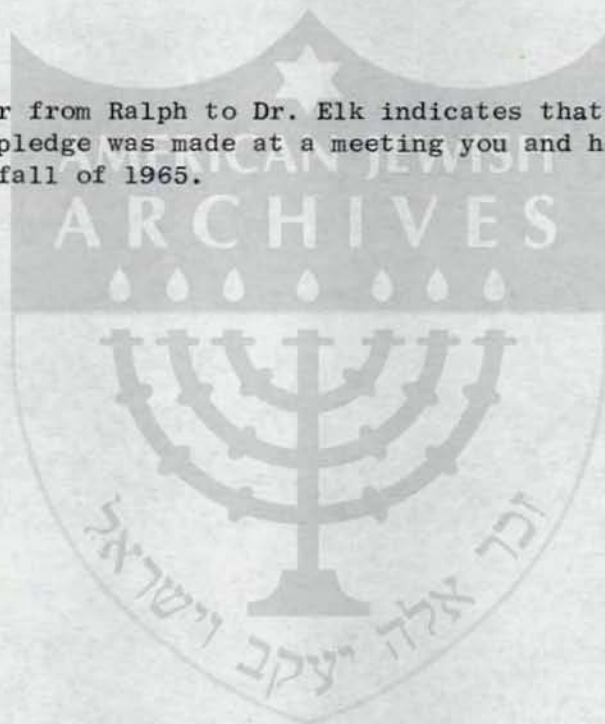 r from Ralph to Dr. Elk indicates that
pledge was made at a meeting you and h
fall of 1965.
AMERICAN JEWISH
ARCHIVES
זכר אלה יעקב וישראל